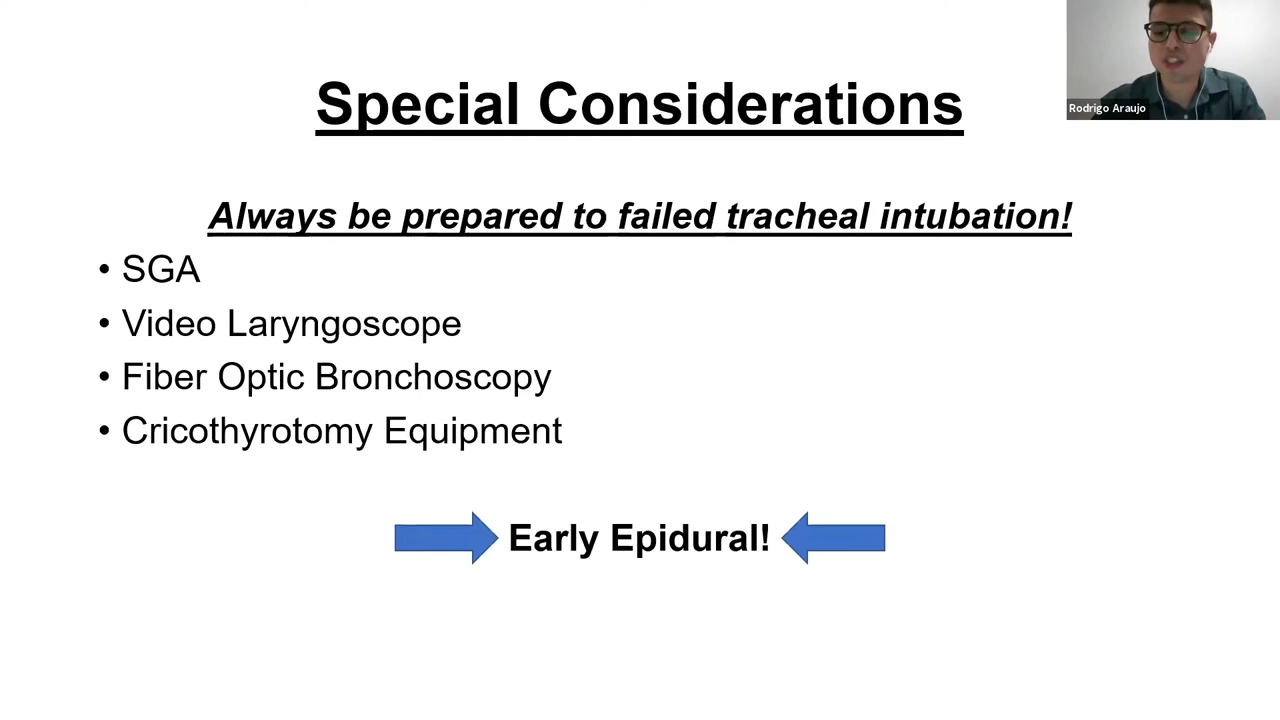 Special Considerations
Rodrigo Araujo
Always be prepared to failed tracheal intubation!
• SGA
• Video Laryngoscope
• Fiber Optic Bronchoscopy
• Cricothyrotomy Equipment
Early Epidural!